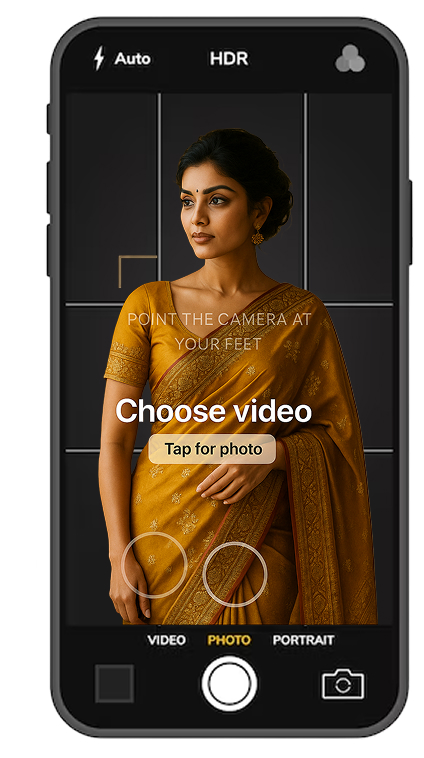 Auto
HDR
POINT THE CAMERA AT
YOUR FEET
Choose video
Tap for photo
VIDEO PHOTO PORTRAIT